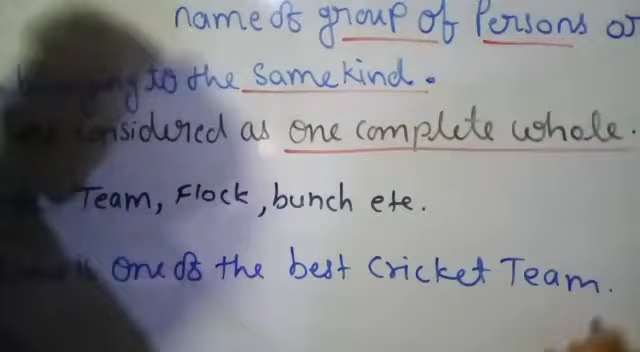 name of group of Persons or
to the same kind.
considered as one complete whole.
Team, Flock, bunch etc.
is one of the best Cricket Team.